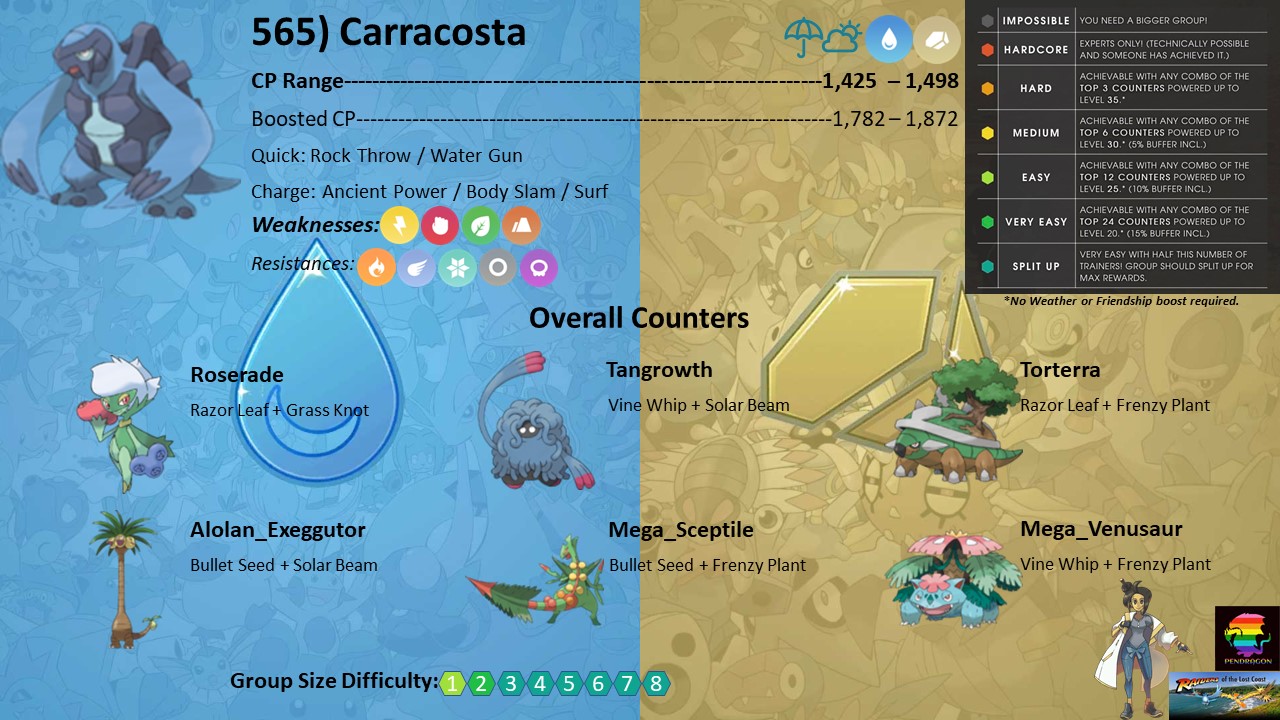 565) Carracosta
CP Range---------------------------------------------------------------------1,425 – 1,498
Boosted CP---------------------------------------------------------------------1,782 – 1,872
Quick: Rock Throw / Water Gun
Charge: Ancient Power / Body Slam / Surf
Weaknesses:
Resistances:
IMPOSSIBLE YOU NEED A BIGGER GROUP!
HARDCORE EXPERTS ONLY! (TECHNICALLY POSSIBLE
AND SOMEONE HAS ACHIEVED IT.)
HARD ACHIEVABLE WITH ANY COMBO OF THE
TOP 3 COUNTERS POWERED UP TO
LEVEL 35.*
MEDIUM ACHIEVABLE WITH ANY COMBO OF THE
TOP 6 COUNTERS POWERED UP TO
LEVEL 30.* (5% BUFFER INCL.)
EASY ACHIEVABLE WITH ANY COMBO OF THE
TOP 12 COUNTERS POWERED UP TO
LEVEL 25.* (10% BUFFER INCL.)
VERY EASY ACHIEVABLE WITH ANY COMBO OF THE
TOP 24 COUNTERS POWERED UP TO
LEVEL 20.* (15% BUFFER INCL.)
SPLIT UP VERY EASY WITH HALF THIS NUMBER OF
TRAINERS! GROUP SHOULD SPLIT UP FOR
MAX REWARDS.
*No Weather or Friendship boost required.
Overall Counters
Roserade
Razor Leaf + Grass Knot
Tangrowth
Vine Whip + Solar Beam
Torterra
Razor Leaf + Frenzy Plant
Alolan_Exeggutor
Bullet Seed + Solar Beam
Mega_Sceptile
Bullet Seed + Frenzy Plant
Mega_Venusaur
Vine Whip + Frenzy Plant
Group Size Difficulty: 1 2 3 4 5 6 7 8
PENDRAGON
RAIDERS of the Lost Coast